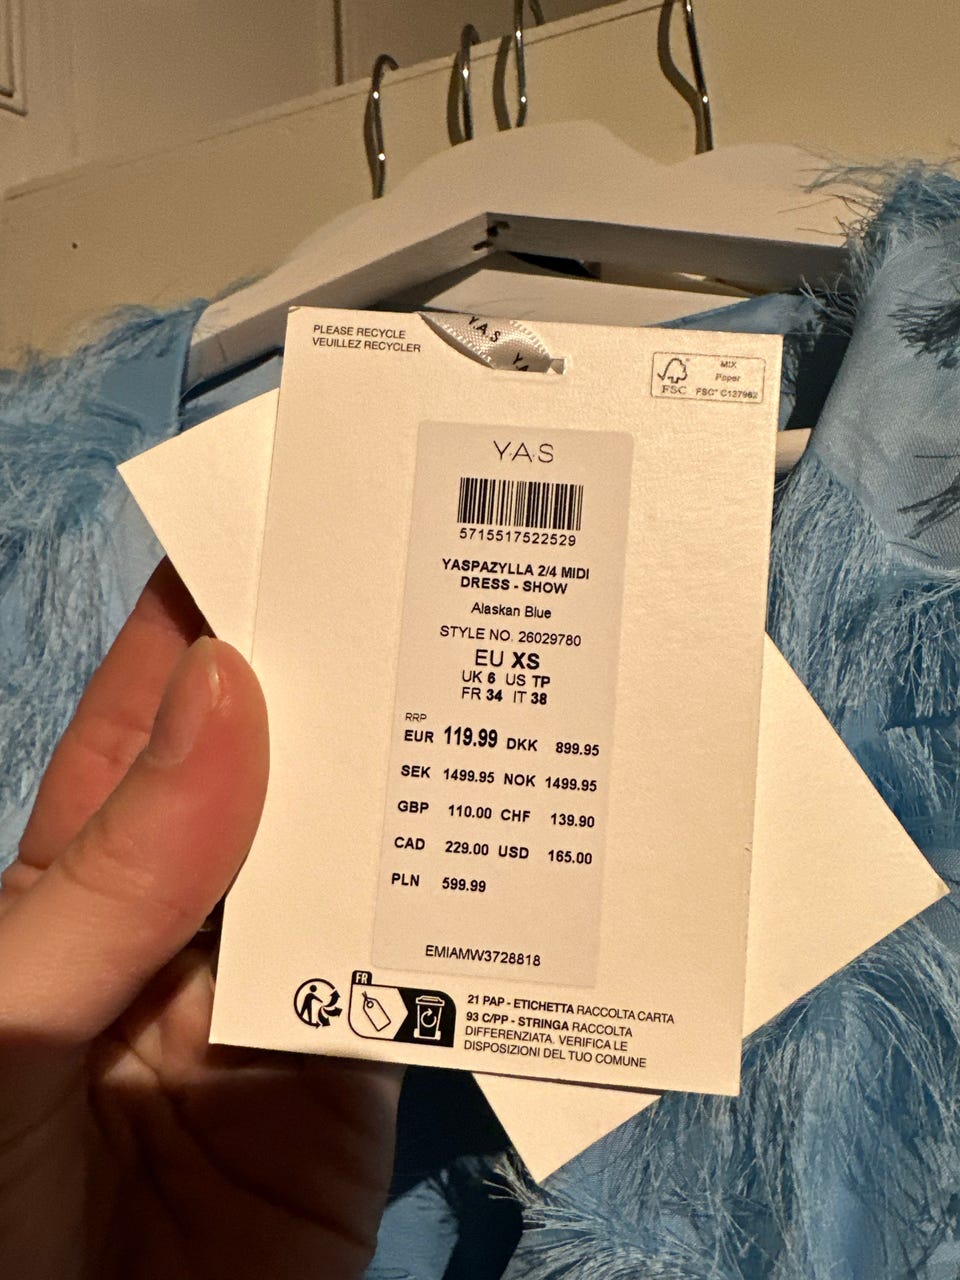 PLEASE RECYCLE
VEUILLEZ RECYCLER
Y.A.S
MIX
Paper
FSC
FSC® C137962
Y.A.S
5715517522529
YASPAZYLLA 2/4 MIDI
DRESS - SHOW
Alaskan Blue
STYLE NO. 26029780
EU XS
UK 6 US TP
FR 34 IT 38
RRP
EUR 119.99 DKK 899.95
SEK 1499.95 NOK 1499.95
GBP 110.00 CHF 139.90
CAD 229.00 USD 165.00
PLN 599.99
EMIAMW3728818
FR
21 PAP - ETICHETTA RACCOLTA CARTA
93 C/PP - STRINGA RACCOLTA
DIFFERENZIATA. VERIFICA LE
DISPOSIZIONI DEL TUO COMUNE